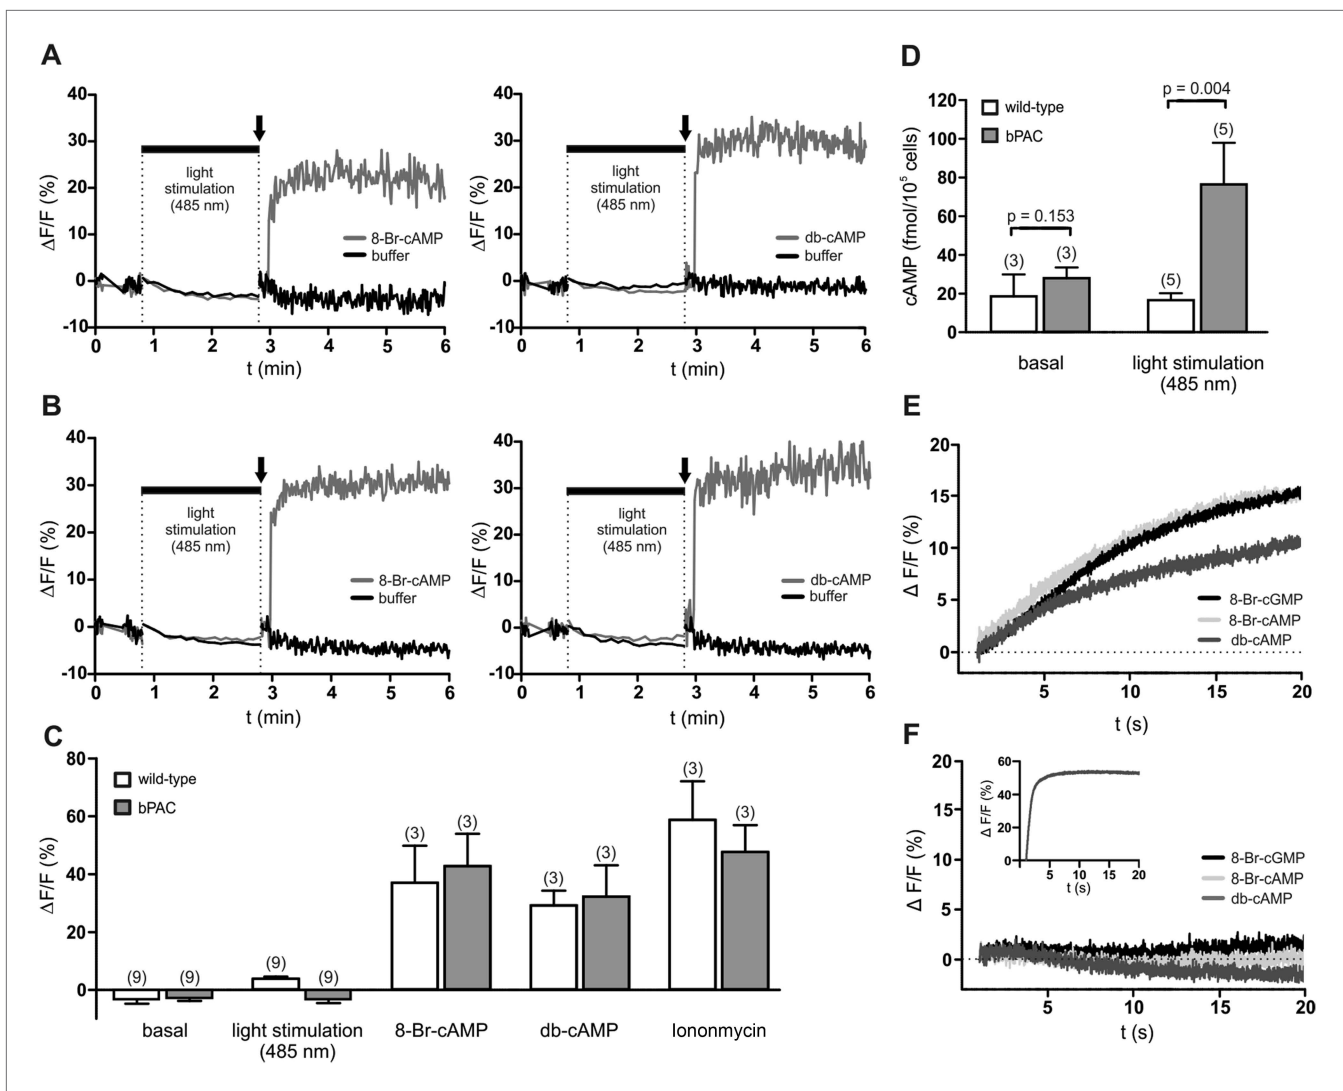 A
40
30
20
10
0
-10
ΔF/F (%)
light
stimulation
(485 nm)
8-Br-cAMP
buffer
0 1 2 3 4 5 6
t (min)
40
30
20
10
0
-10
ΔF/F (%)
light
stimulation
(485 nm)
db-cAMP
buffer
0 1 2 3 4 5 6
t (min)
B
40
30
20
10
0
-10
ΔF/F (%)
light
stimulation
(485 nm)
8-Br-cAMP
buffer
0 1 2 3 4 5 6
t (min)
40
30
20
10
0
-10
ΔF/F (%)
light
stimulation
(485 nm)
db-cAMP
buffer
0 1 2 3 4 5 6
t (min)
C
80
60
40
20
0
ΔF/F (%)
wild-type
bPAC
(9) (9) (9) (9) (3) (3) (3) (3) (3) (3)
basal light stimulation 8-Br-cAMP db-cAMP Iononmycin
(485 nm)
D
120
100
80
60
40
20
0
cAMP (fmol/10⁵ cells)
wild-type
bPAC
p = 0.004
(5)
p = 0.153
(3) (3) (5)
basal light stimulation
(485 nm)
E
20
15
10
5
0
Δ F/F (%)
8-Br-cGMP
8-Br-cAMP
db-cAMP
5 10 15 20
t (s)
F
20
15
10
5
0
Δ F/F (%)
60
40
20
0
Δ F/F (%)
5 10 15 20
t (s)
8-Br-cGMP
8-Br-cAMP
db-cAMP
5 10 15 20
t (s)